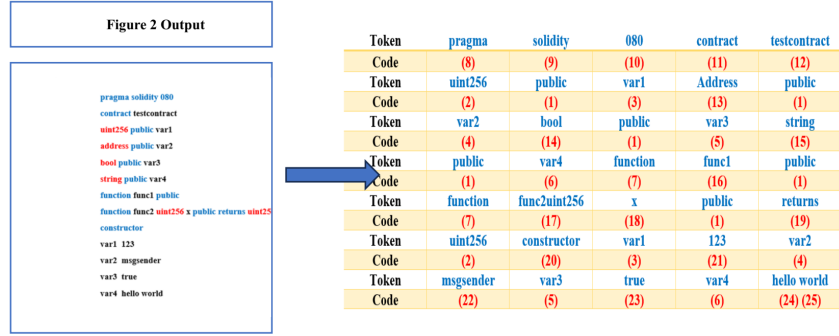 Figure 2 Output
pragma solidity 080
contract testcontract
uint256 public var1
address public var2
bool public var3
string public var4
function func1 public
function func2 uint256 x public returns uint25
constructor
var1 123
var2 msgsender
var3 true
var4 hello world
Token pragma solidity 080 contract testcontract
Code (8) (9) (10) (11) (12)
Token uint256 public var1 Address public
Code (2) (1) (3) (13) (1)
Token var2 bool public var3 string
Code (4) (14) (1) (5) (15)
Token public var4 function func1 public
Code (1) (6) (7) (16) (1)
Token function func2uint256 x public returns
Code (7) (17) (18) (1) (19)
Token uint256 constructor var1 123 var2
Code (2) (20) (3) (21) (4)
Token msgsender var3 true var4 hello world
Code (22) (5) (23) (6) (24) (25)